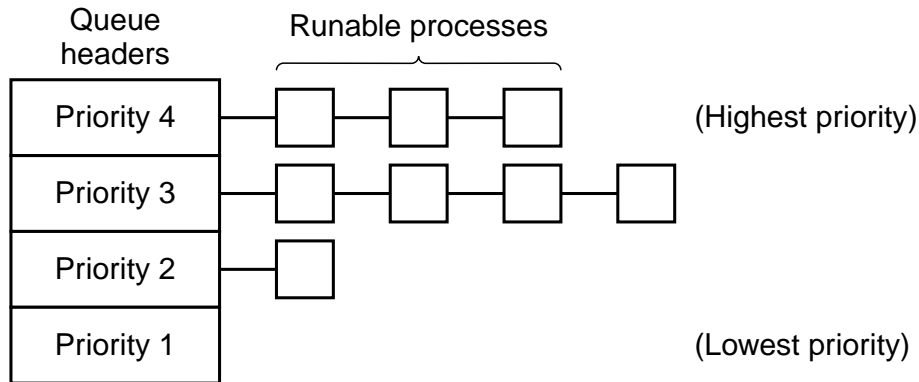 Queue
headers
Runable processes
Priority 4
(Highest priority)
Priority 3
Priority 2
Priority 1
(Lowest priority)